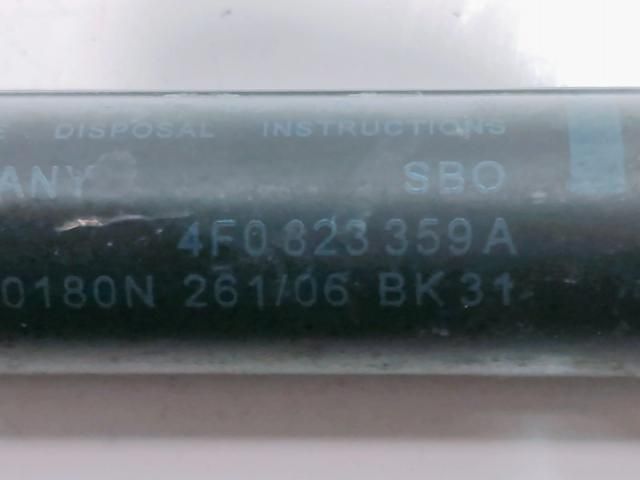 DISPOSAL INSTRUCTIONS
ANY SBO
4F0 823 359 A
0180N 261/06 BK 31